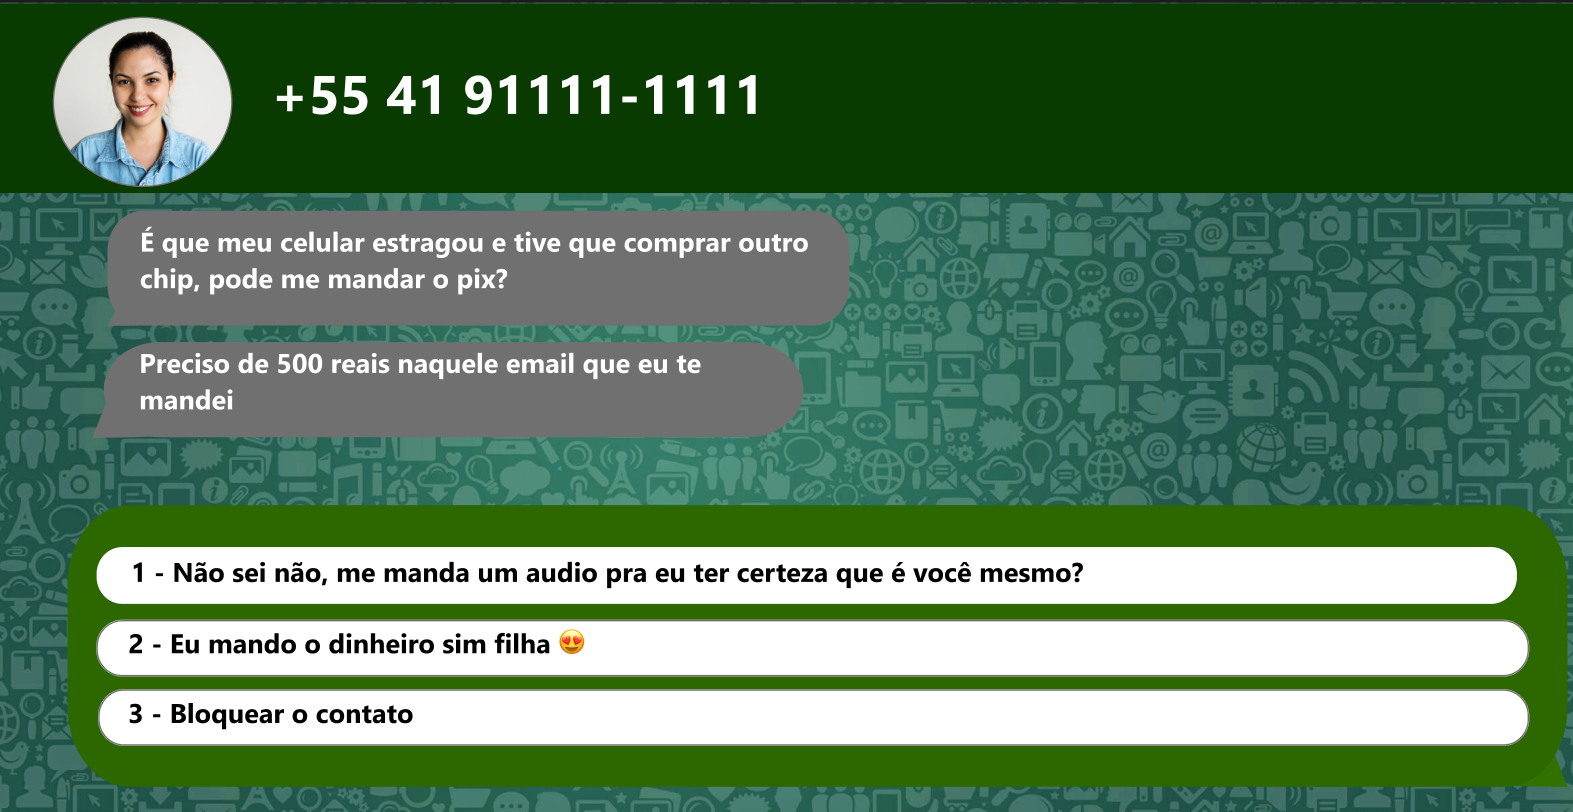 +55 41 91111-1111
É que meu celular estragou e tive que comprar outro
chip, pode me mandar o pix?
Preciso de 500 reais naquele email que eu te
mandei
1 - Não sei não, me manda um audio pra eu ter certeza que é você mesmo?
2 - Eu mando o dinheiro sim filha 😍
3 - Bloquear o contato